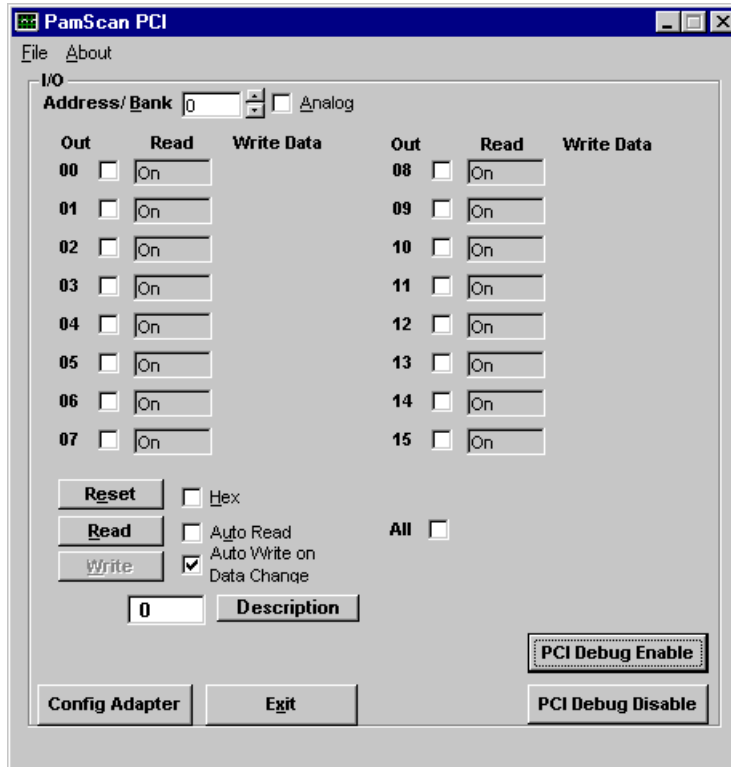 PamScan PCI
File About
I/O
Address/ Bank 0 Analog
Out Read Write Data Out Read Write Data
00 On 08 On
01 On 09 On
02 On 10 On
03 On 11 On
04 On 12 On
05 On 13 On
06 On 14 On
07 On 15 On
Reset Hex
Read Auto Read All
Write Auto Write on
Data Change
0 Description
PCI Debug Enable
Config Adapter Exit PCI Debug Disable